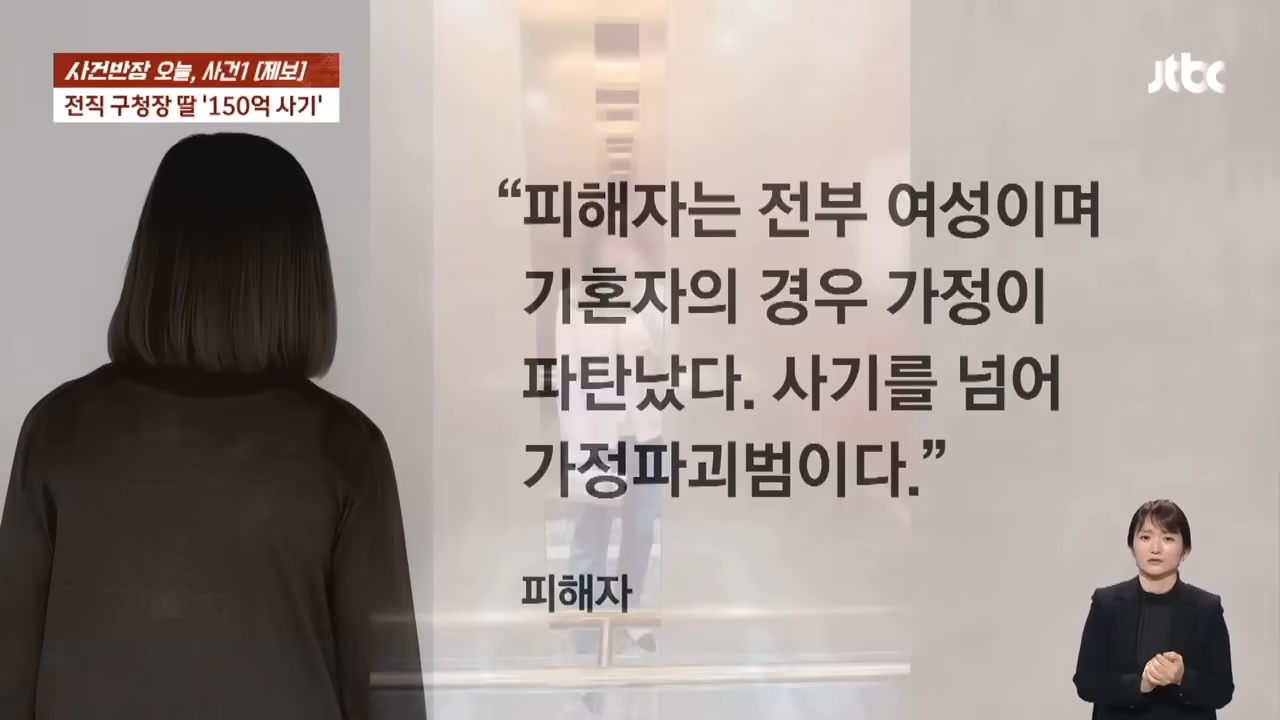 사건반장 오늘, 사건1 [제보]
전직 구청장 딸 '150억 사기'
jtbc
“피해자는 전부 여성이며
기혼자의 경우 가정이
파탄났다. 사기를 넘어
가정파괴범이다.”
피해자